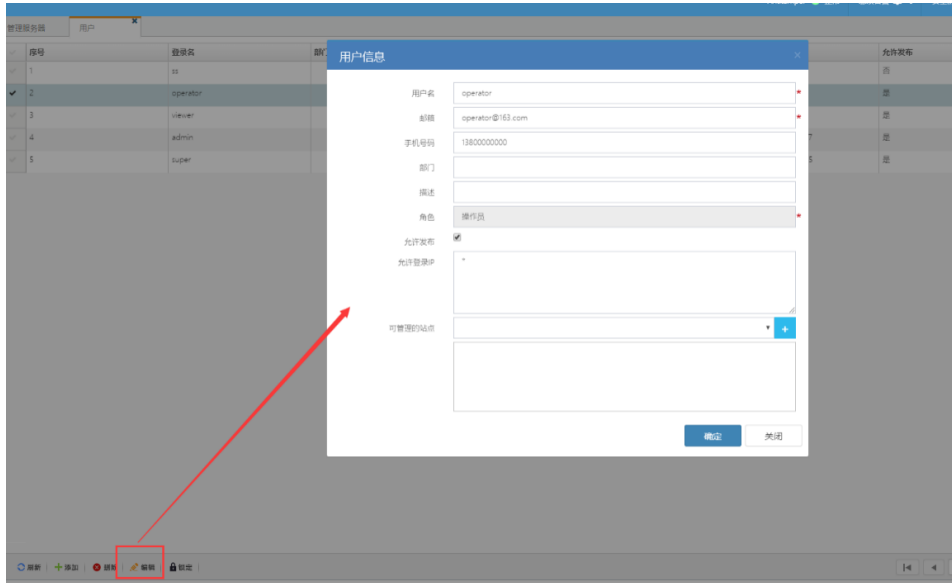 管理服务器 用户
序号 登录名 部门 允许发布
1 ss 否
2 operator 是
3 viewer 是
4 admin 7 是
5 super 5 是
用户信息
用户名 operator *
邮箱 operator@163.com *
手机号码 13800000000
部门
描述
角色 操作员 *
允许发布
允许登录IP *
可管理的站点 +
确定 关闭
刷新 添加 删除 编辑 锁定